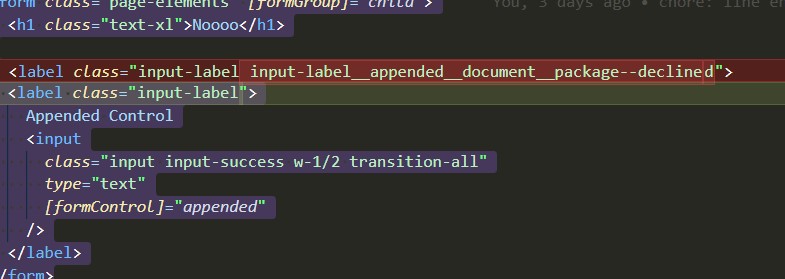 form class="page-elements" [formGroup]="child"> You, 3 days ago • chore: line en
<h1 class="text-xl">Noooo</h1>
<label class="input-label input-label__appended__document__package--declined">
<label class="input-label">
Appended Control
<input
class="input input-success w-1/2 transition-all"
type="text"
[formControl]="appended"
/>
</label>
/form>